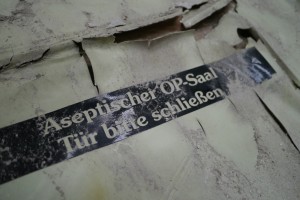 Aseptischer OP-Saal
Tür bitte schließen